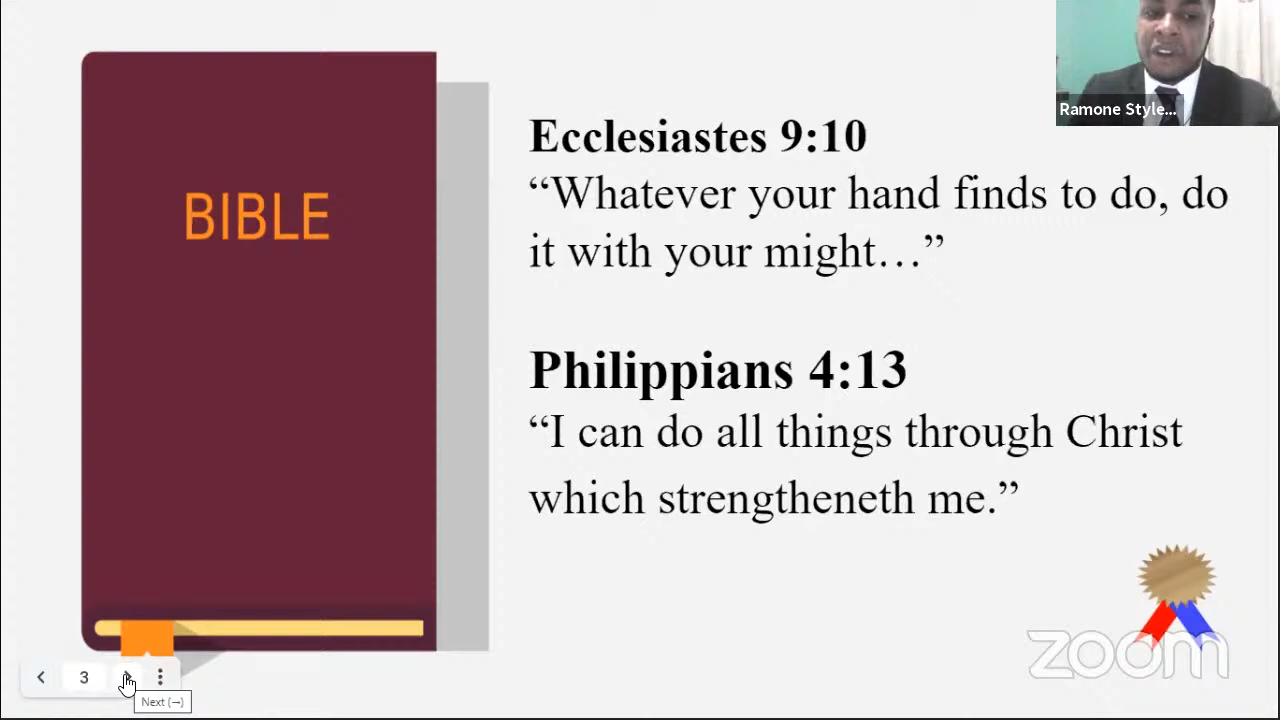 Ramone Style...
BIBLE
Ecclesiastes 9:10
“Whatever your hand finds to do, do
it with your might…”
Philippians 4:13
“I can do all things through Christ
which strengtheneth me.”
zoom
3
Next (→)